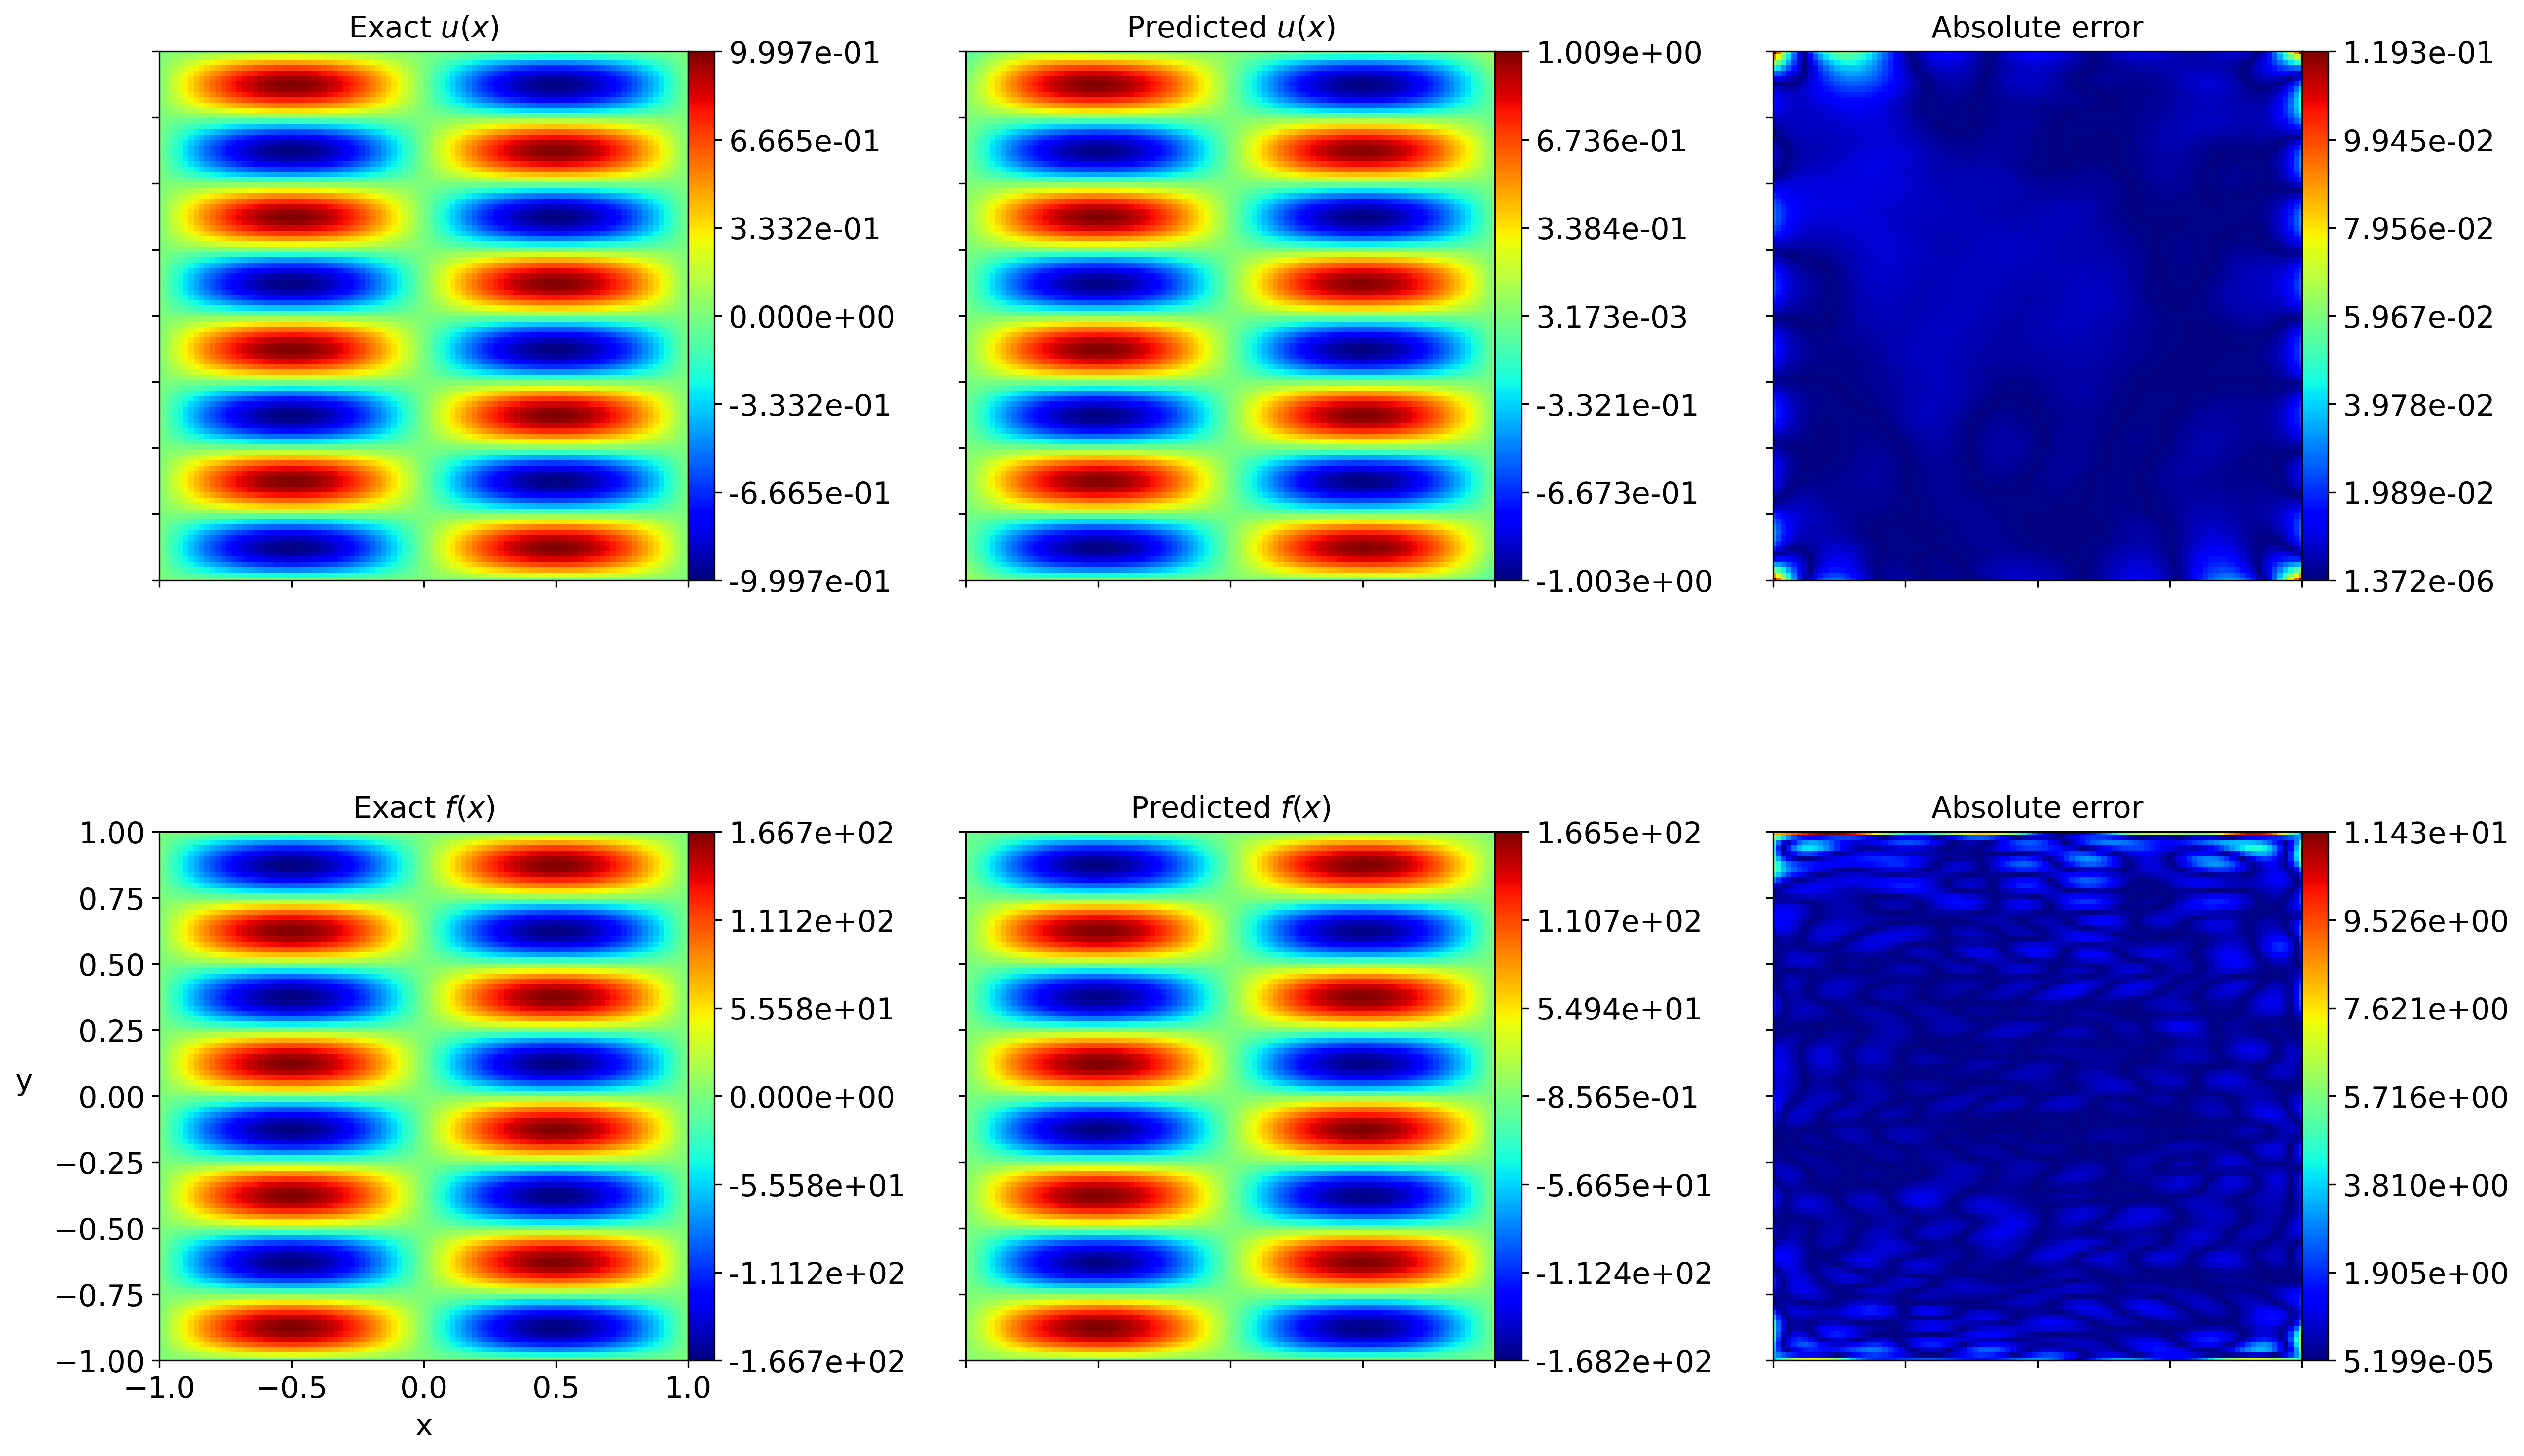 Exact u(x)
9.997e-01
6.665e-01
3.332e-01
0.000e+00
-3.332e-01
-6.665e-01
-9.997e-01
Predicted u(x)
1.009e+00
6.736e-01
3.384e-01
3.173e-03
-3.321e-01
-6.673e-01
-1.003e+00
Absolute error
1.193e-01
9.945e-02
7.956e-02
5.967e-02
3.978e-02
1.989e-02
1.372e-06
Exact f(x)
y
1.00
0.75
0.50
0.25
0.00
−0.25
−0.50
−0.75
−1.00
−1.0 −0.5 0.0 0.5 1.0
x
1.667e+02
1.112e+02
5.558e+01
0.000e+00
-5.558e+01
-1.112e+02
-1.667e+02
Predicted f(x)
1.665e+02
1.107e+02
5.494e+01
-8.565e-01
-5.665e+01
-1.124e+02
-1.682e+02
Absolute error
1.143e+01
9.526e+00
7.621e+00
5.716e+00
3.810e+00
1.905e+00
5.199e-05